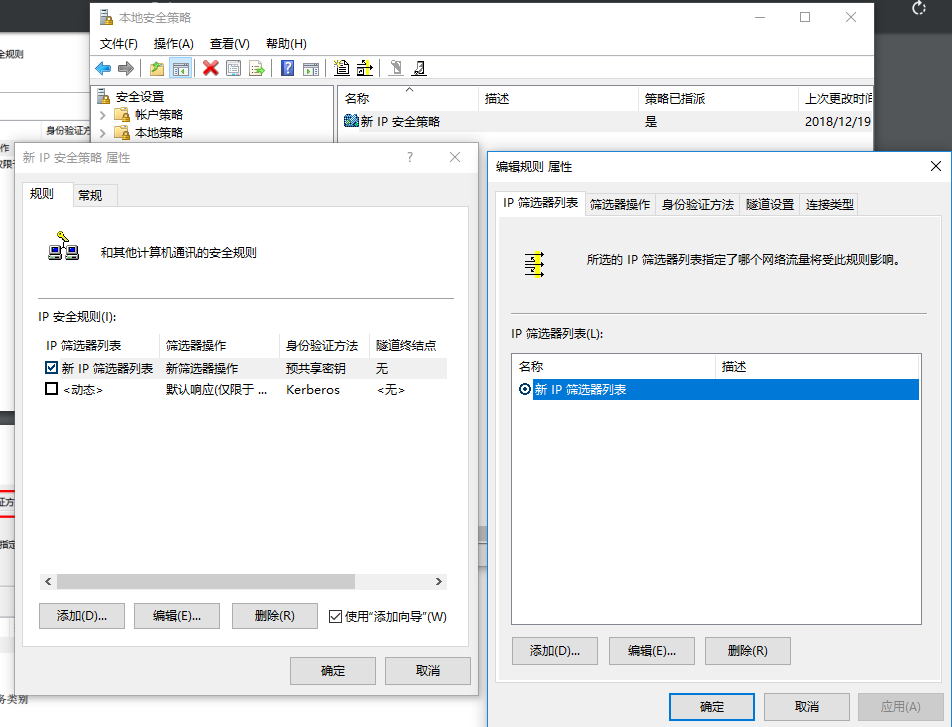 本地安全策略
文件(F) 操作(A) 查看(V) 帮助(H)
安全设置
帐户策略
本地策略
名称 描述 策略已指派 上次更改时间
新 IP 安全策略 是 2018/12/19
全规则
身份验证方
作
证方
指定
务类别
新 IP 安全策略 属性
规则 常规
和其他计算机通讯的安全规则
IP 安全规则(I):
IP 筛选器列表 筛选器操作 身份验证方法 隧道终结点
新 IP 筛选器列表 新筛选器操作 预共享密钥 无
<动态> 默认响应(仅限于 ... Kerberos <无>
添加(D)... 编辑(E)... 删除(R) 使用"添加向导"(W)
确定 取消
编辑规则 属性
IP 筛选器列表 筛选器操作 身份验证方法 隧道设置 连接类型
所选的 IP 筛选器列表指定了哪个网络流量将受此规则影响。
IP 筛选器列表(L):
名称 描述
新 IP 筛选器列表
添加(D)... 编辑(E)... 删除(R)
确定 取消 应用(A)